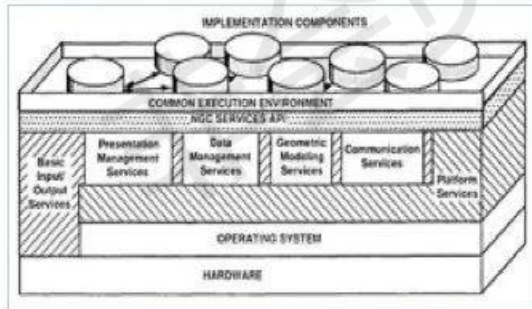 IMPLEMENTATION COMPONENTS
COMMON EXECUTION ENVIRONMENT
NGC SERVICES API
Basic
Input/
Output
Services
Presentation
Management
Services
Data
Management
Services
Geometric
Modeling
Services
Communication
Services
Platform
Services
OPERATING SYSTEM
HARDWARE